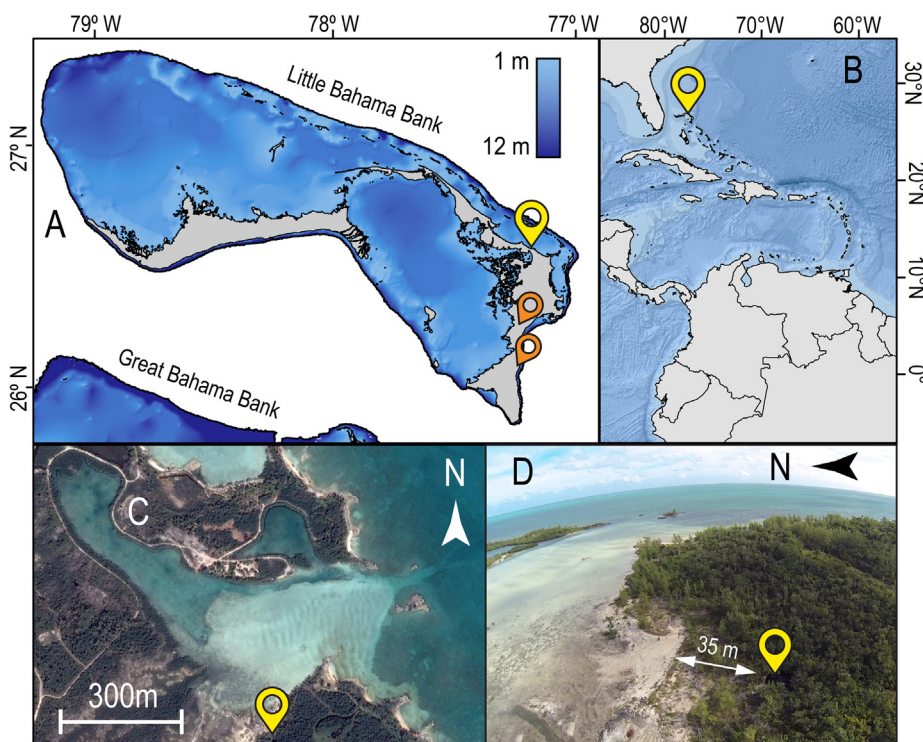 79° W
78° W
77° W
80° W
70° W
60° W
Little Bahama Bank
1 m
12 m
B
30°N
27° N
A
20°N
10°N
26° N
Great Bahama Bank
0°
C
N
D
N
35 m
300m